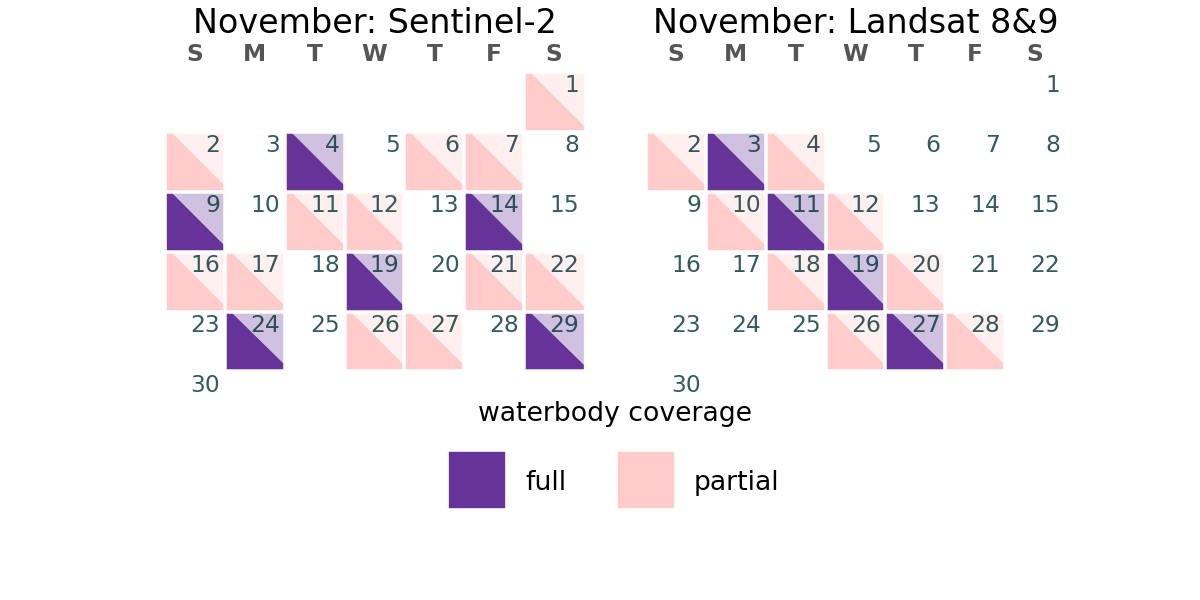 November: Sentinel-2
S M T W T F S
1
2 3 4 5 6 7 8
9 10 11 12 13 14 15
16 17 18 19 20 21 22
23 24 25 26 27 28 29
30
November: Landsat 8&9
S M T W T F S
1
2 3 4 5 6 7 8
9 10 11 12 13 14 15
16 17 18 19 20 21 22
23 24 25 26 27 28 29
30
waterbody coverage
full partial